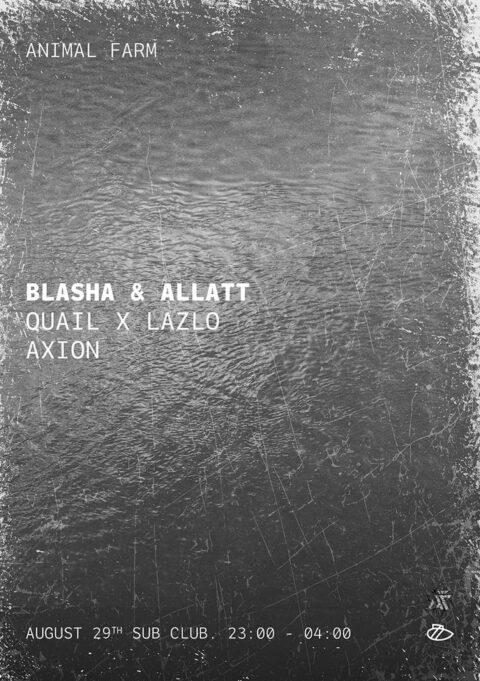 ANIMAL FARM
BLASHA & ALLATT
QUAIL X LAZLO
AXION
AUGUST 29TH SUB CLUB. 23:00 - 04:00